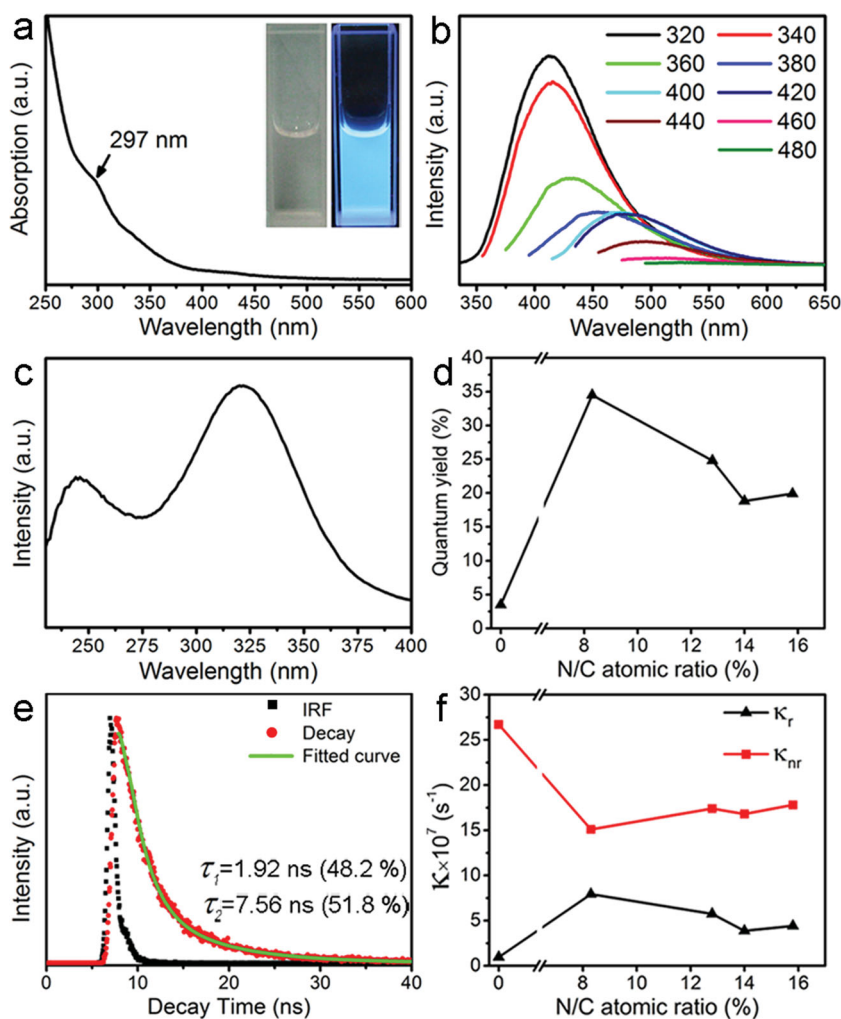 a
297 nm
Absorption (a.u.)
250 300 350 400 450 500 550 600
Wavelength (nm)
b
320 340
360 380
400 420
440 460
480
Intensity (a.u.)
350 400 450 500 550 600 650
Wavelength (nm)
c
Intensity (a.u.)
250 275 300 325 350 375 400
Wavelength (nm)
d
40
35
30
25
20
15
10
5
0
Quantum yield (%)
0 8 10 12 14 16
N/C atomic ratio (%)
e
IRF
Decay
Fitted curve
τ1=1.92 ns (48.2 %)
τ2=7.56 ns (51.8 %)
Intensity (a.u.)
0 10 20 30 40
Decay Time (ns)
f
30
25
20
15
10
5
0
Κr
Κnr
Κ×10⁷ (s⁻¹)
0 8 10 12 14 16
N/C atomic ratio (%)